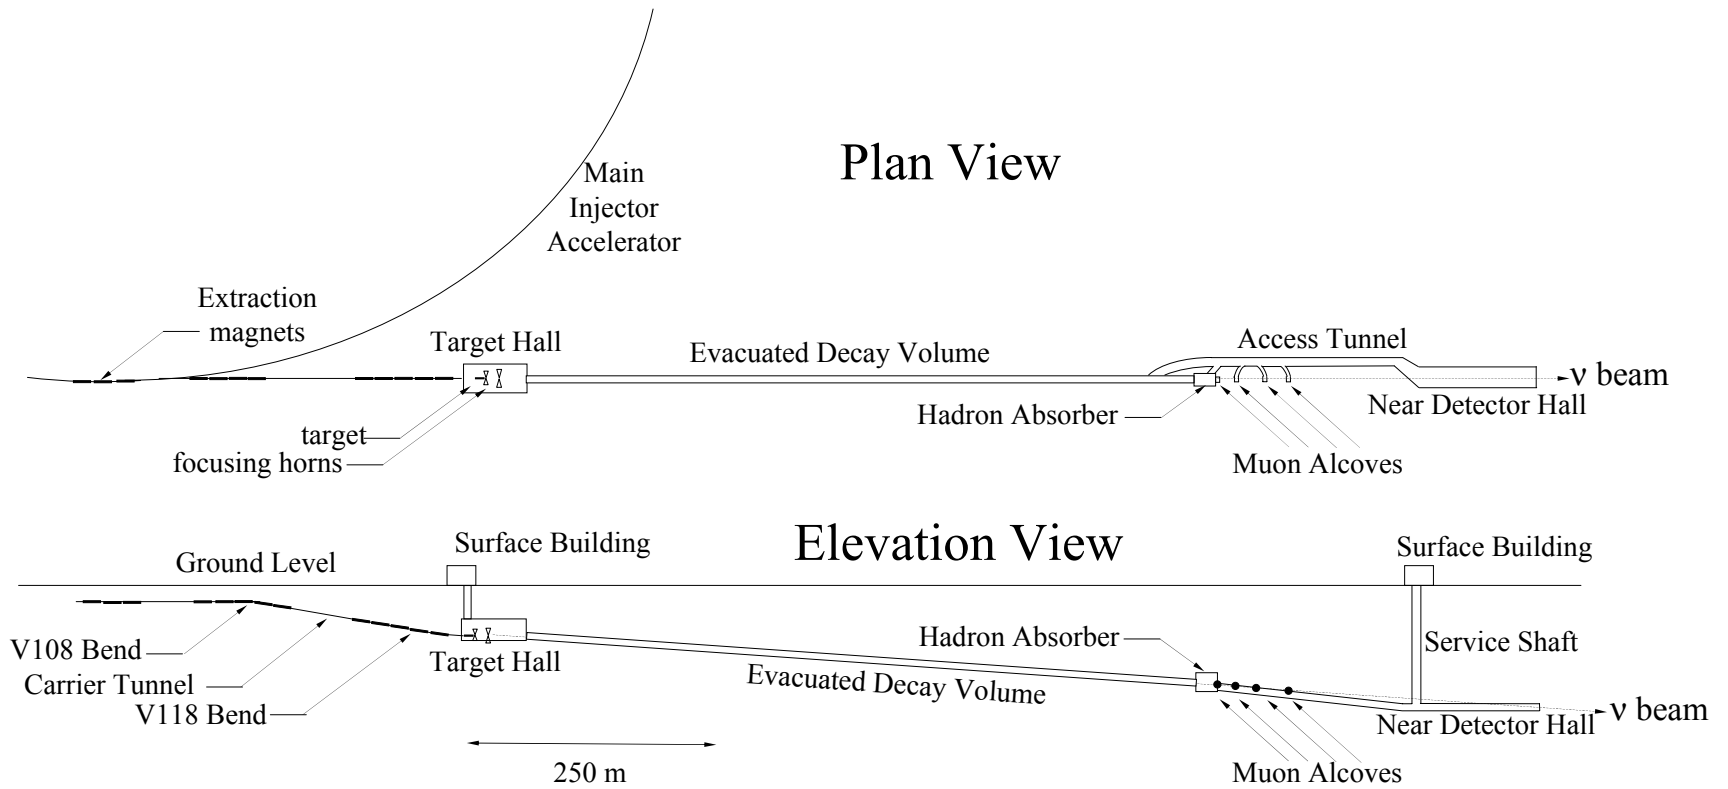 Plan View
Main
Injector
Accelerator
Extraction
magnets
Target Hall
Evacuated Decay Volume
Access Tunnel
ν beam
Hadron Absorber
Near Detector Hall
target
focusing horns
Muon Alcoves
Elevation View
Ground Level
Surface Building
Surface Building
V108 Bend
Carrier Tunnel
V118 Bend
Target Hall
Hadron Absorber
Service Shaft
Evacuated Decay Volume
ν beam
Near Detector Hall
250 m
Muon Alcoves